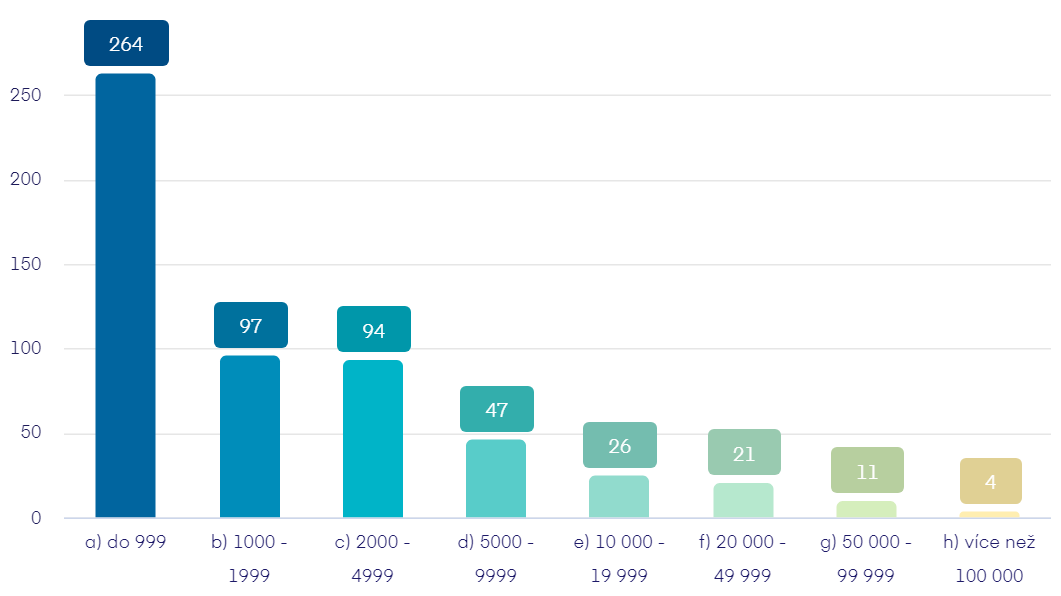 264
250
200
150
100
50
0
97
94
47
26
21
11
4
a) do 999
b) 1000 -
1999
c) 2000 -
4999
d) 5000 -
9999
e) 10 000 -
19 999
f) 20 000 -
49 999
g) 50 000 -
99 999
h) více než
100 000